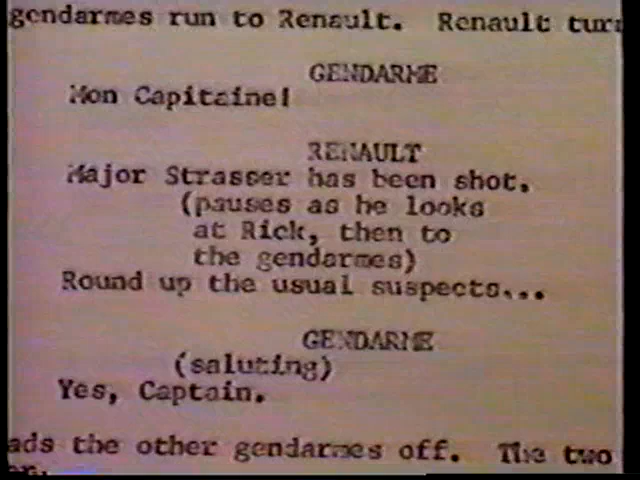 gendarmes run to Renault. Renault turn
GENDARME
Mon Capitaine!
RENAULT
Major Strasser has been shot.
(pauses as he looks
at Rick, then to
the gendarmes)
Round up the usual suspects...
GENDARME
(saluting)
Yes, Captain.
ads the other gendarmes off. The two